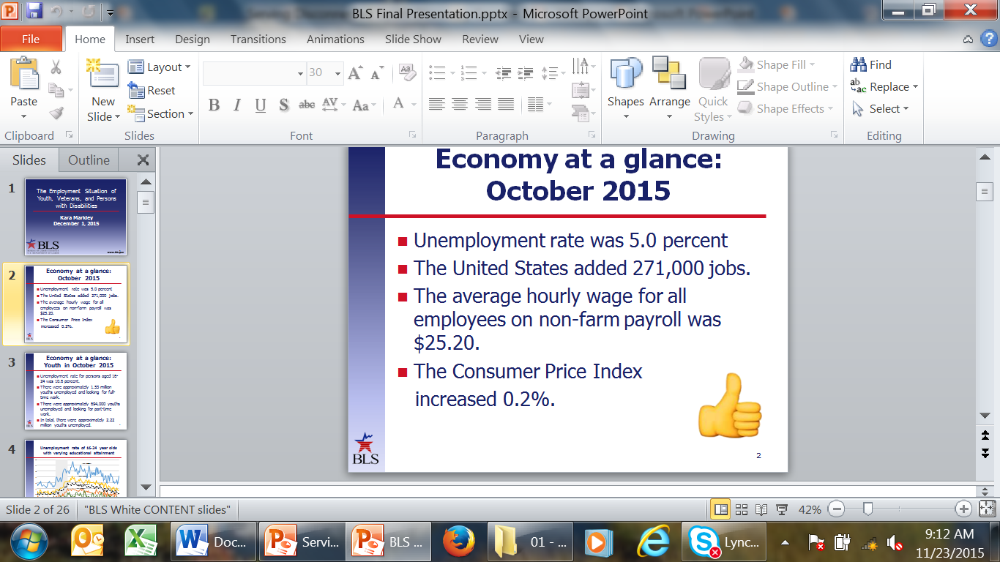 BLS Final Presentation.pptx - Microsoft PowerPoint
File Home Insert Design Transitions Animations Slide Show Review View
Paste
New Slide
Layout
Reset
Section
30
B I U S abc AV Aa A
Shapes
Arrange
Quick Styles
Shape Fill
Shape Outline
Shape Effects
Find
Replace
Select
Clipboard Slides Font Paragraph Drawing Editing
Slides Outline
1
The Employment Situation of
Youth, Veterans, and Persons
with Disabilities
Kara Markley
December 1, 2015
BLS
www.bls.gov
2
Economy at a glance:
October 2015
Unemployment rate was 5.0 percent
The United States added 271,000 jobs.
The average hourly wage for all
employees on non-farm payroll was
$25.20.
The Consumer Price Index
increased 0.2%.
3
Economy at a glance:
Youth in October 2015
Unemployment rate for persons aged 16-
24 was 10.6 percent.
There were approximately 1.53 million
youths unemployed and looking for full-
time work.
There were approximately 694,000 youths
unemployed and looking for part-time
work.
In total, there were approximately 2.22
million youths unemployed.
4
Unemployment rate of 16-24 year olds
with varying educational attainment
Economy at a glance:
October 2015
Unemployment rate was 5.0 percent
The United States added 271,000 jobs.
The average hourly wage for all
employees on non-farm payroll was
$25.20.
The Consumer Price Index
increased 0.2%.
BLS
2
Slide 2 of 26 "BLS White CONTENT slides" 42%
Doc... Servi... BLS ... 01 - ... Lync...
9:12 AM
11/23/2015